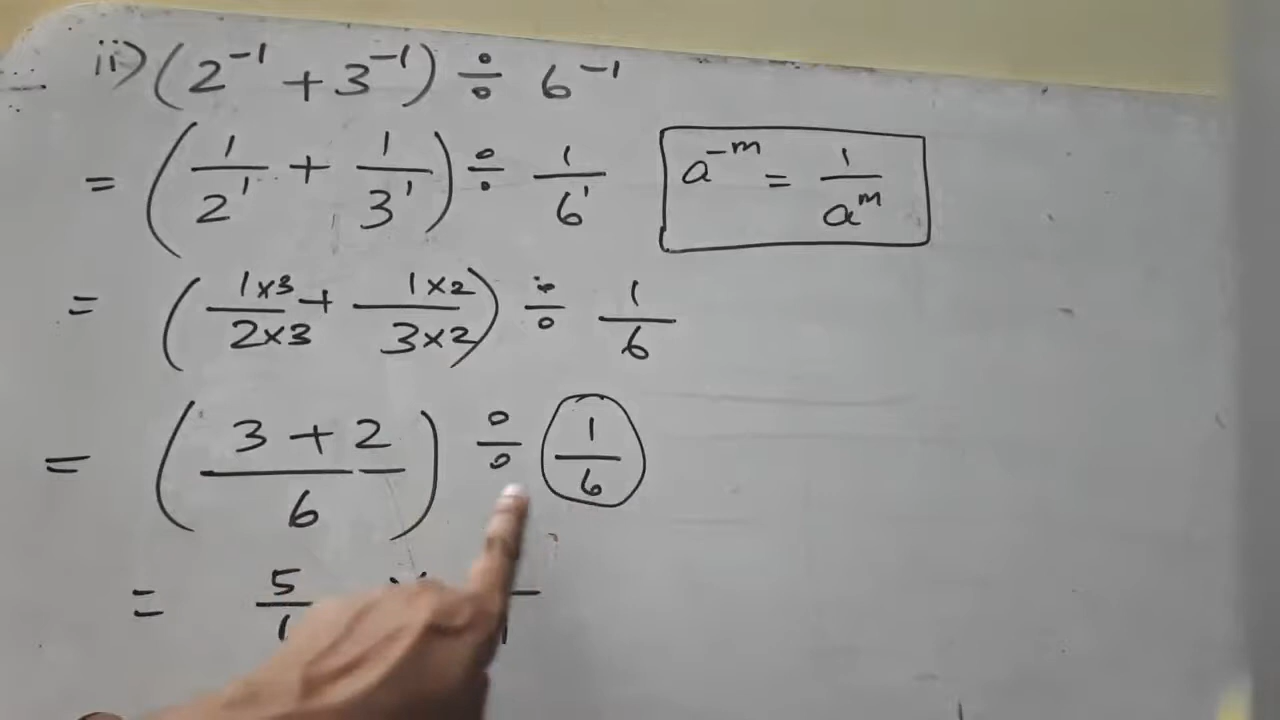 ii) (2⁻¹ + 3⁻¹) ÷ 6⁻¹
= (1/2¹ + 1/3¹) ÷ 1/6¹
a⁻ᵐ = 1/aᵐ
= (1×3/2×3 + 1×2/3×2) ÷ 1/6
= (3+2/6) ÷ 1/6
= 5